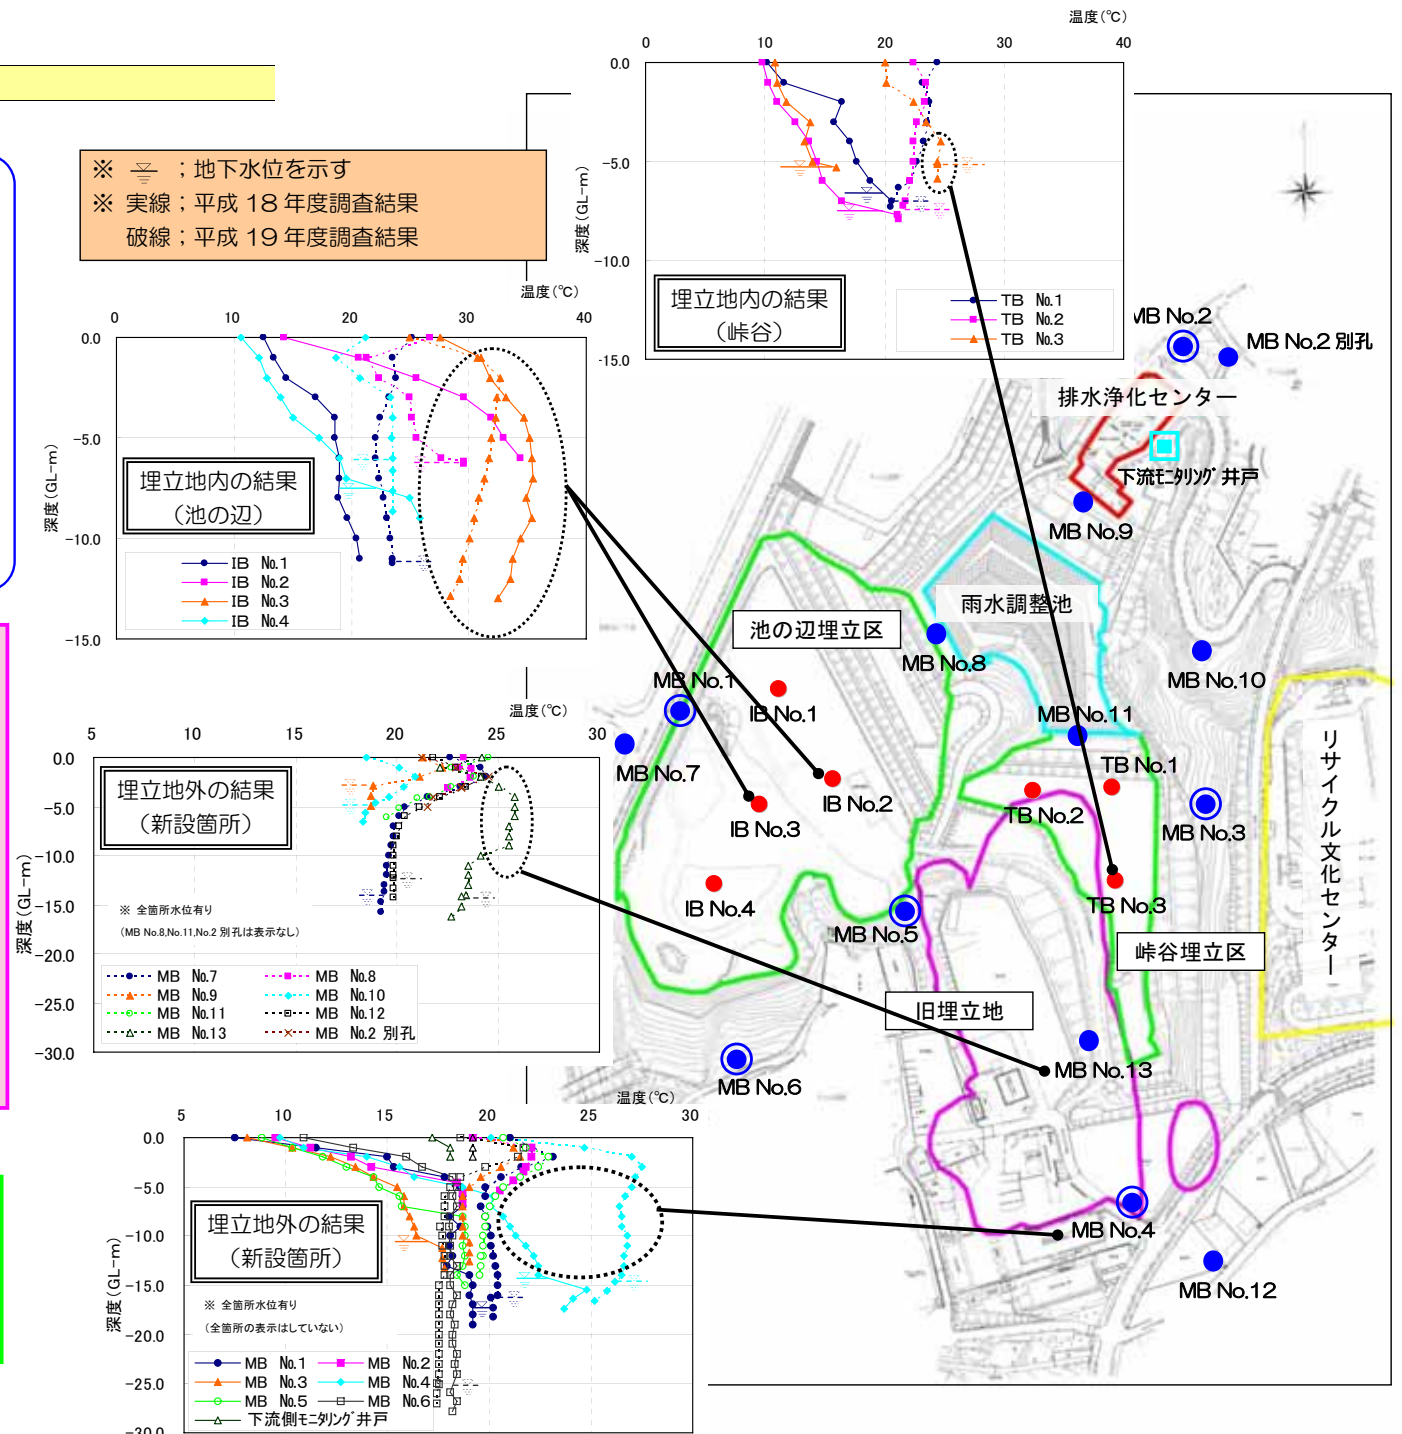 ※ ；地下水位を示す
※ 実線；平成 18 年度調査結果
破線；平成 19 年度調査結果
温度(℃)
0 10 20 30 40
0.0
-5.0
-10.0
-15.0
深度(GL-m)
埋立地内の結果
（峠谷）
TB №.1
TB №.2
TB №.3
温度(℃)
0 10 20 30 40
0.0
-5.0
-10.0
-15.0
深度(GL-m)
埋立地内の結果
（池の辺）
IB №.1
IB №.2
IB №.3
IB №.4
温度(℃)
5 10 15 20 25 30
0.0
-5.0
-10.0
-15.0
-20.0
-25.0
-30.0
深度(GL-m)
埋立地外の結果
（新設箇所）
※ 全箇所水位有り
（MB No.8,No.11,No.2 別孔は表示なし）
MB №.7 MB №.8
MB №.9 MB №.10
MB №.11 MB №.12
MB №.13 MB №.2 別孔
温度(℃)
5 10 15 20 25 30
0.0
-5.0
-10.0
-15.0
-20.0
-25.0
-30.0
深度(GL-m)
埋立地外の結果
（新設箇所）
※ 全箇所水位有り
（全箇所の表示はしていない）
MB №.1 MB №.2
MB №.3 MB №.4
MB №.5 MB №.6
下流側ﾓﾆﾀﾘﾝｸﾞ井戸
MB No.2
MB No.2 別孔
排水浄化センター
下流ﾓﾆﾀﾘﾝｸﾞ井戸
MB No.9
雨水調整池
池の辺埋立区
MB No.8
MB No.10
MB No.1
IB No.1
MB No.11
MB No.7
TB No.1
IB No.2
TB No.2
IB No.3
MB No.3
リサイクル文化センター
IB No.4
TB No.3
MB No.5
峠谷埋立区
旧埋立地
MB No.13
MB No.6
MB No.4
MB No.12